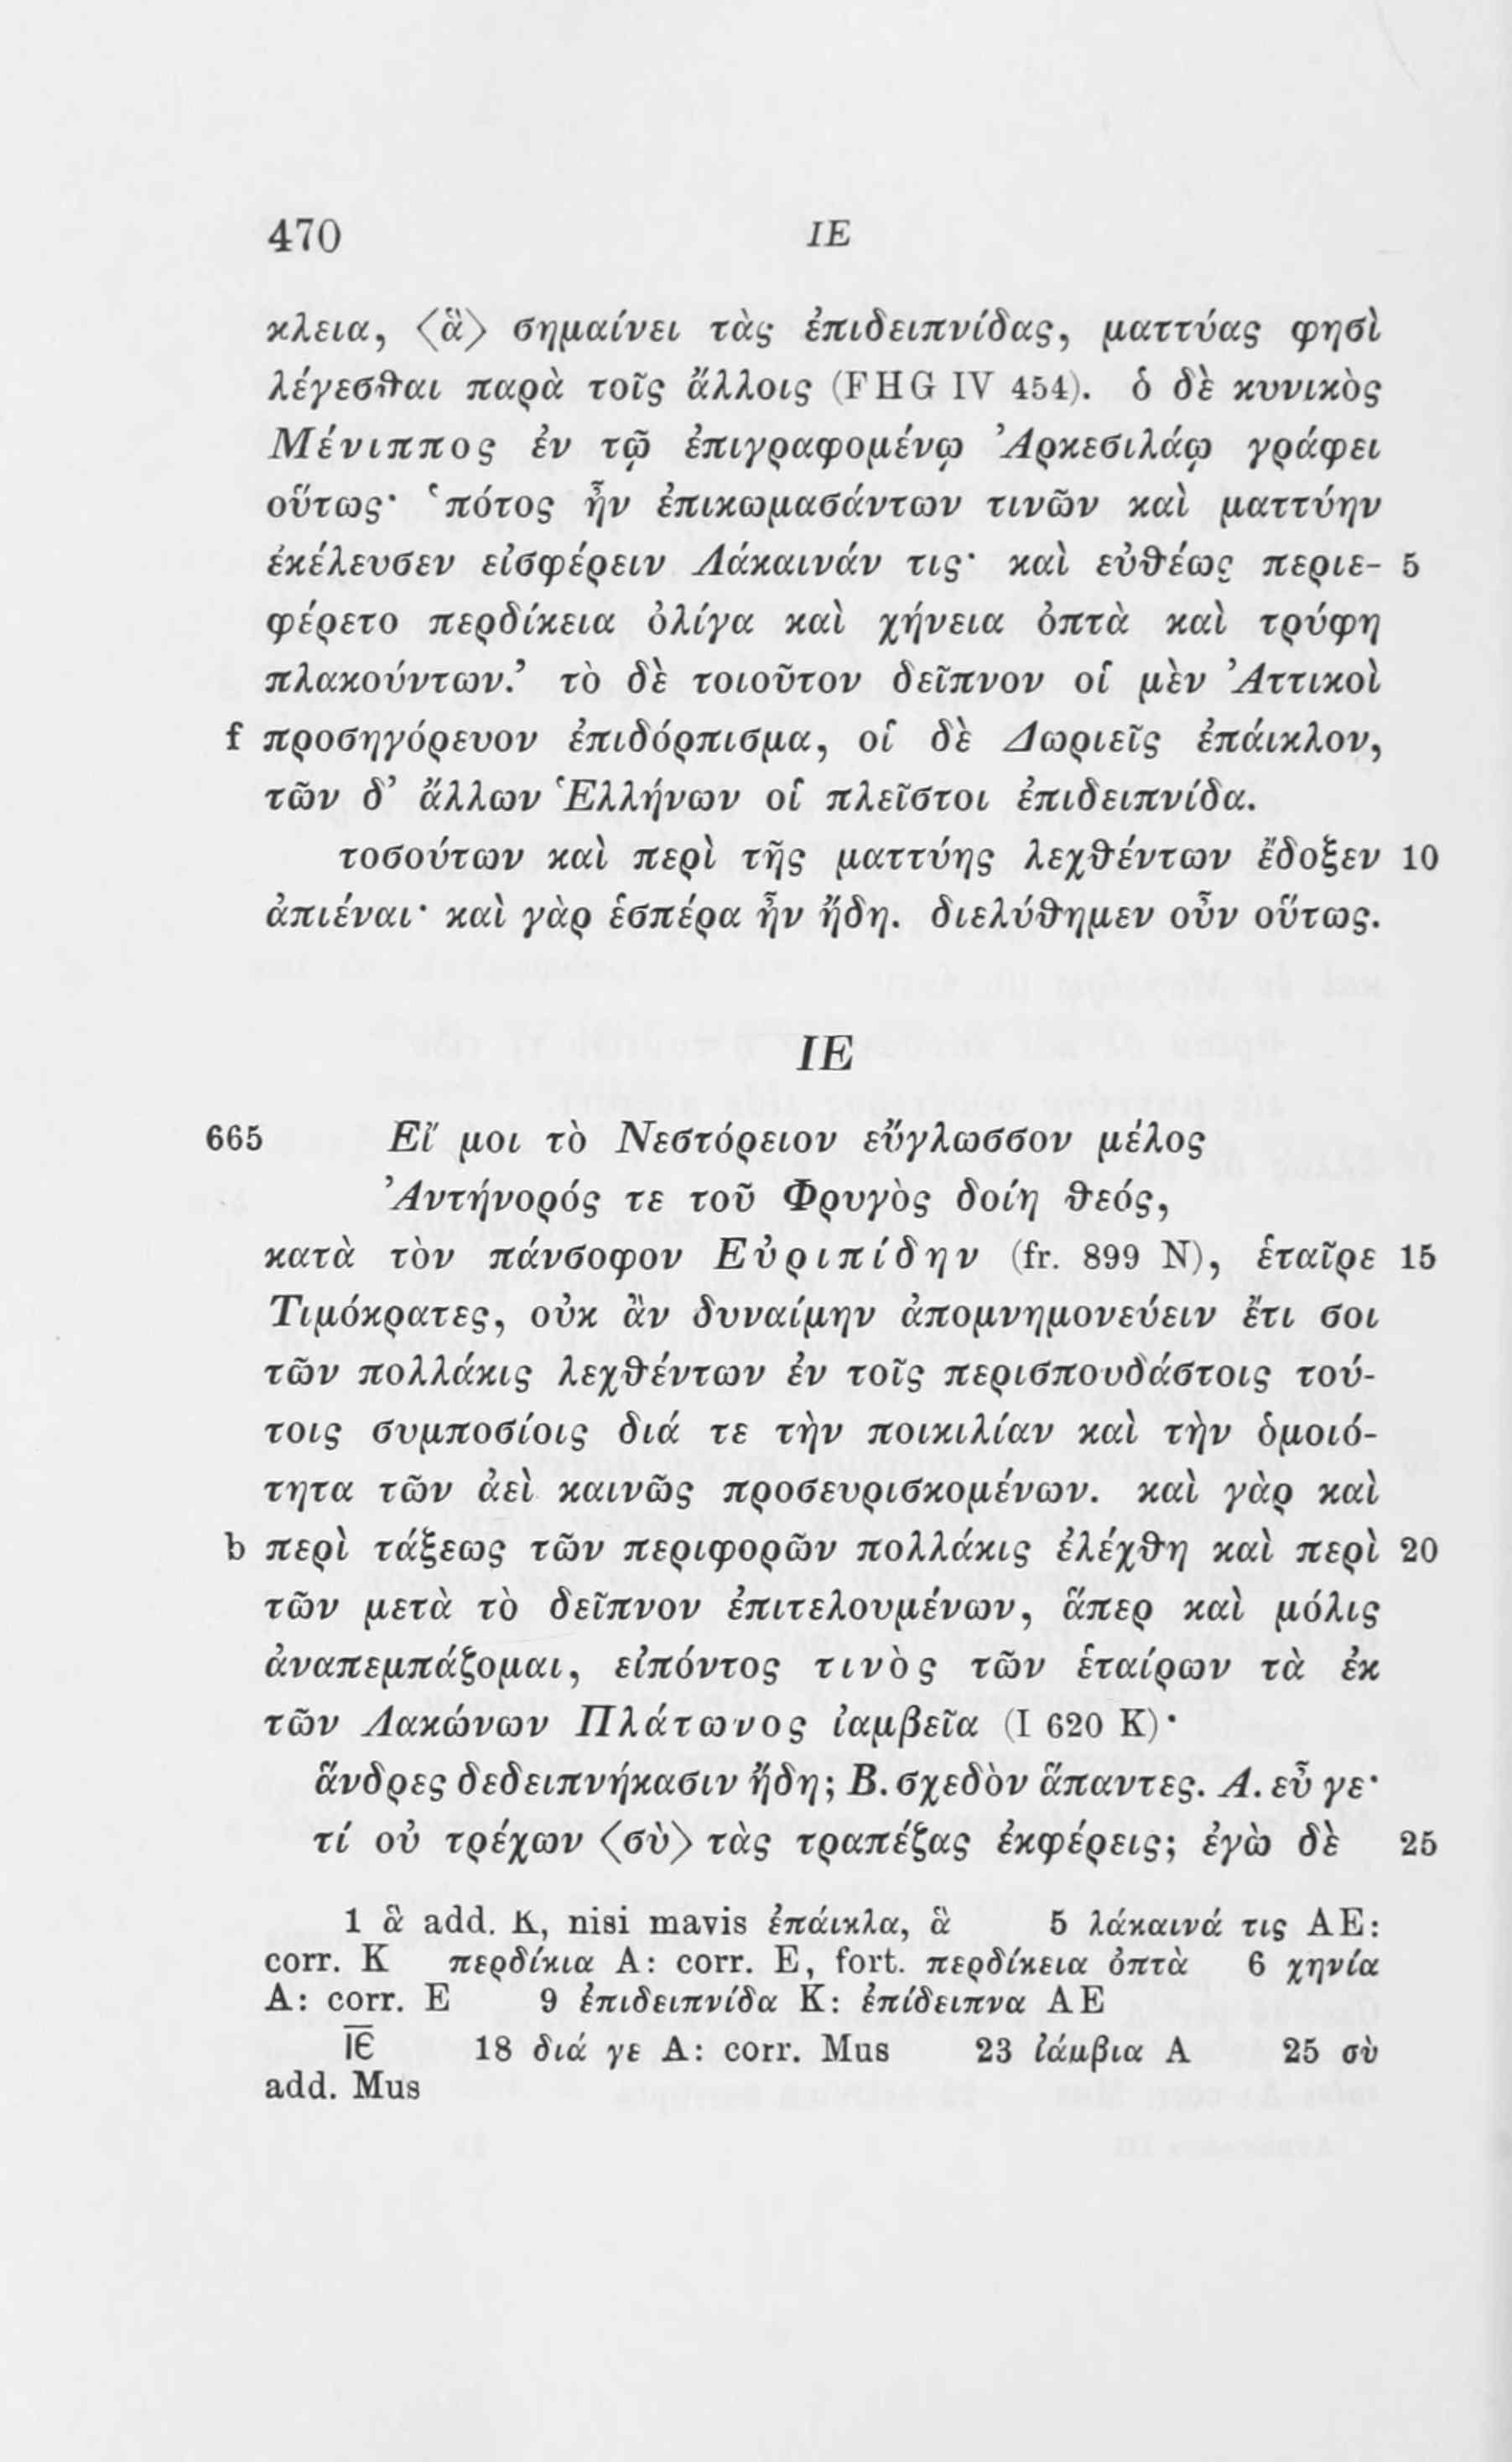 470 ΙΕ
κλεια, ⟨ἃ⟩ σημαίνει τὰς ἐπιδειπνίδας, ματτύας φησὶ
λέγεσθαι παρὰ τοῖς ἄλλοις (FHG IV 454). ὁ δὲ κυνικὸς
Μένιππος ἐν τῷ ἐπιγραφομένῳ Ἀρκεσιλάῳ γράφει
οὕτως· ‘πότος ἦν ἐπικωμασάντων τινῶν καὶ ματτύην
ἐκέλευσεν εἰσφέρειν Λάκαινάν τις· καὶ εὐθέως περιε- 5
φέρετο περδίκεια ὀλίγα καὶ χήνεια ὀπτὰ καὶ τρύφη
πλακούντων.’ τὸ δὲ τοιοῦτον δεῖπνον οἱ μὲν Ἀττικοὶ
f προσηγόρευον ἐπιδόρπισμα, οἱ δὲ Δωριεῖς ἐπάικλον,
τῶν δ’ ἄλλων Ἑλλήνων οἱ πλεῖστοι ἐπιδειπνίδα.
τοσούτων καὶ περὶ τῆς ματτύης λεχθέντων ἔδοξεν 10
ἀπιέναι· καὶ γὰρ ἑσπέρα ἦν ἤδη. διελύθημεν οὖν οὕτως.
ΙΕ
665 Εἴ μοι τὸ Νεστόρειον εὔγλωσσον μέλος
Ἀντήνορός τε τοῦ Φρυγὸς δοίη θεός,
κατὰ τὸν πάνσοφον Εὐριπίδην (fr. 899 N), ἑταῖρε 15
Τιμόκρατες, οὐκ ἂν δυναίμην ἀπομνημονεύειν ἔτι σοι
τῶν πολλάκις λεχθέντων ἐν τοῖς περισπουδάστοις τού-
τοις συμποσίοις διά τε τὴν ποικιλίαν καὶ τὴν ὁμοιό-
τητα τῶν ἀεὶ καινῶς προσευρισκομένων. καὶ γὰρ καὶ
b περὶ τάξεως τῶν περιφορῶν πολλάκις ἐλέχθη καὶ περὶ 20
τῶν μετὰ τὸ δεῖπνον ἐπιτελουμένων, ἅπερ καὶ μόλις
ἀναπεμπάζομαι, εἰπόντος τινὸς τῶν ἑταίρων τὰ ἐκ
τῶν Λακώνων Πλάτωνος ἰαμβεῖα (I 620 K)·
ἅνδρες δεδειπνήκασιν ἤδη; Β. σχεδὸν ἅπαντες. Α. εὖ γε·
τί οὐ τρέχων ⟨σὺ⟩ τὰς τραπέζας ἐκφέρεις; ἐγὼ δὲ 25
1 ἃ add. K, nisi mavis ἐπάικλα, ἃ 5 λάκαινά τις AE:
corr. K περδίκια A: corr. E, fort. περδίκεια ὀπτὰ 6 χηνία
A: corr. E 9 ἐπιδειπνίδα K: ἐπίδειπνα AE
ΙΕ 18 διά γε A: corr. Mus 23 ἰάμβια A 25 σὺ
add. Mus